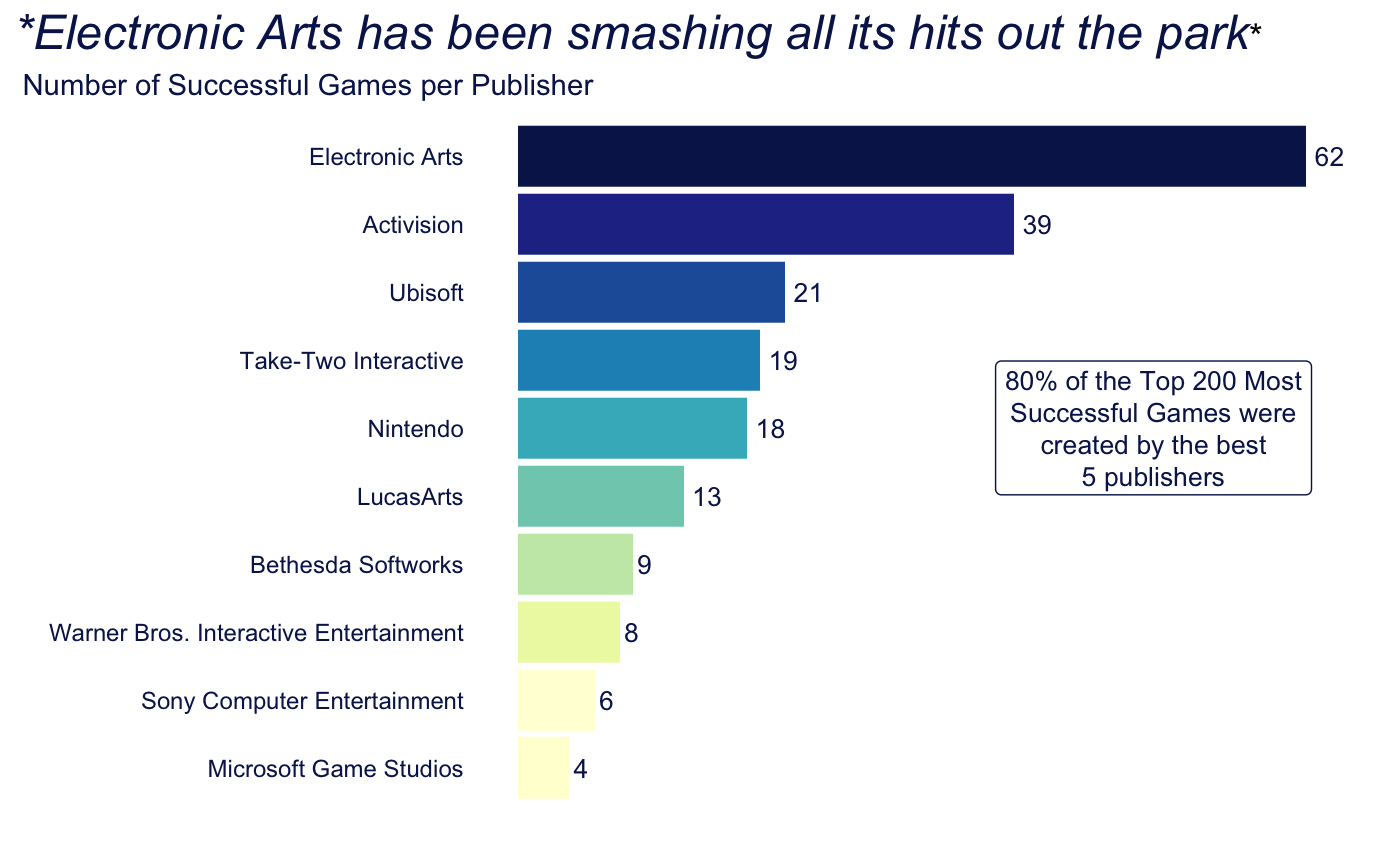 *Electronic Arts has been smashing all its hits out the park*
Number of Successful Games per Publisher
Electronic Arts 62
Activision 39
Ubisoft 21
Take-Two Interactive 19
Nintendo 18
LucasArts 13
Bethesda Softworks 9
Warner Bros. Interactive Entertainment 8
Sony Computer Entertainment 6
Microsoft Game Studios 4
80% of the Top 200 Most
Successful Games were
created by the best
5 publishers